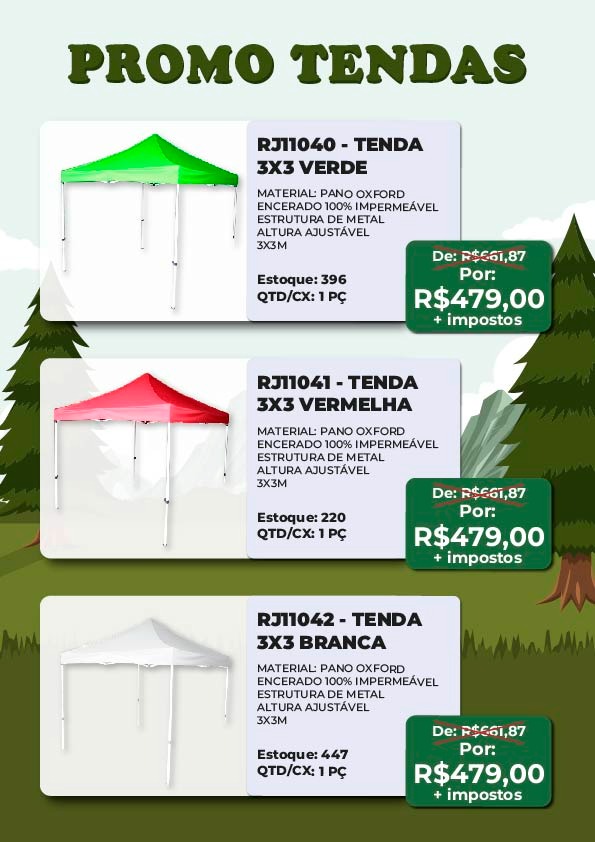 PROMO TENDAS
RJ11040 - TENDA
3X3 VERDE
MATERIAL: PANO OXFORD
ENCERADO 100% IMPERMEÁVEL
ESTRUTURA DE METAL
ALTURA AJUSTÁVEL
3X3M
Estoque: 396
QTD/CX: 1 PÇ
De: R$661,87
Por:
R$479,00
+ impostos
RJ11041 - TENDA
3X3 VERMELHA
MATERIAL: PANO OXFORD
ENCERADO 100% IMPERMEÁVEL
ESTRUTURA DE METAL
ALTURA AJUSTÁVEL
3X3M
Estoque: 220
QTD/CX: 1 PÇ
De: R$661,87
Por:
R$479,00
+ impostos
RJ11042 - TENDA
3X3 BRANCA
MATERIAL: PANO OXFORD
ENCERADO 100% IMPERMEÁVEL
ESTRUTURA DE METAL
ALTURA AJUSTÁVEL
3X3M
Estoque: 447
QTD/CX: 1 PÇ
De: R$661,87
Por:
R$479,00
+ impostos